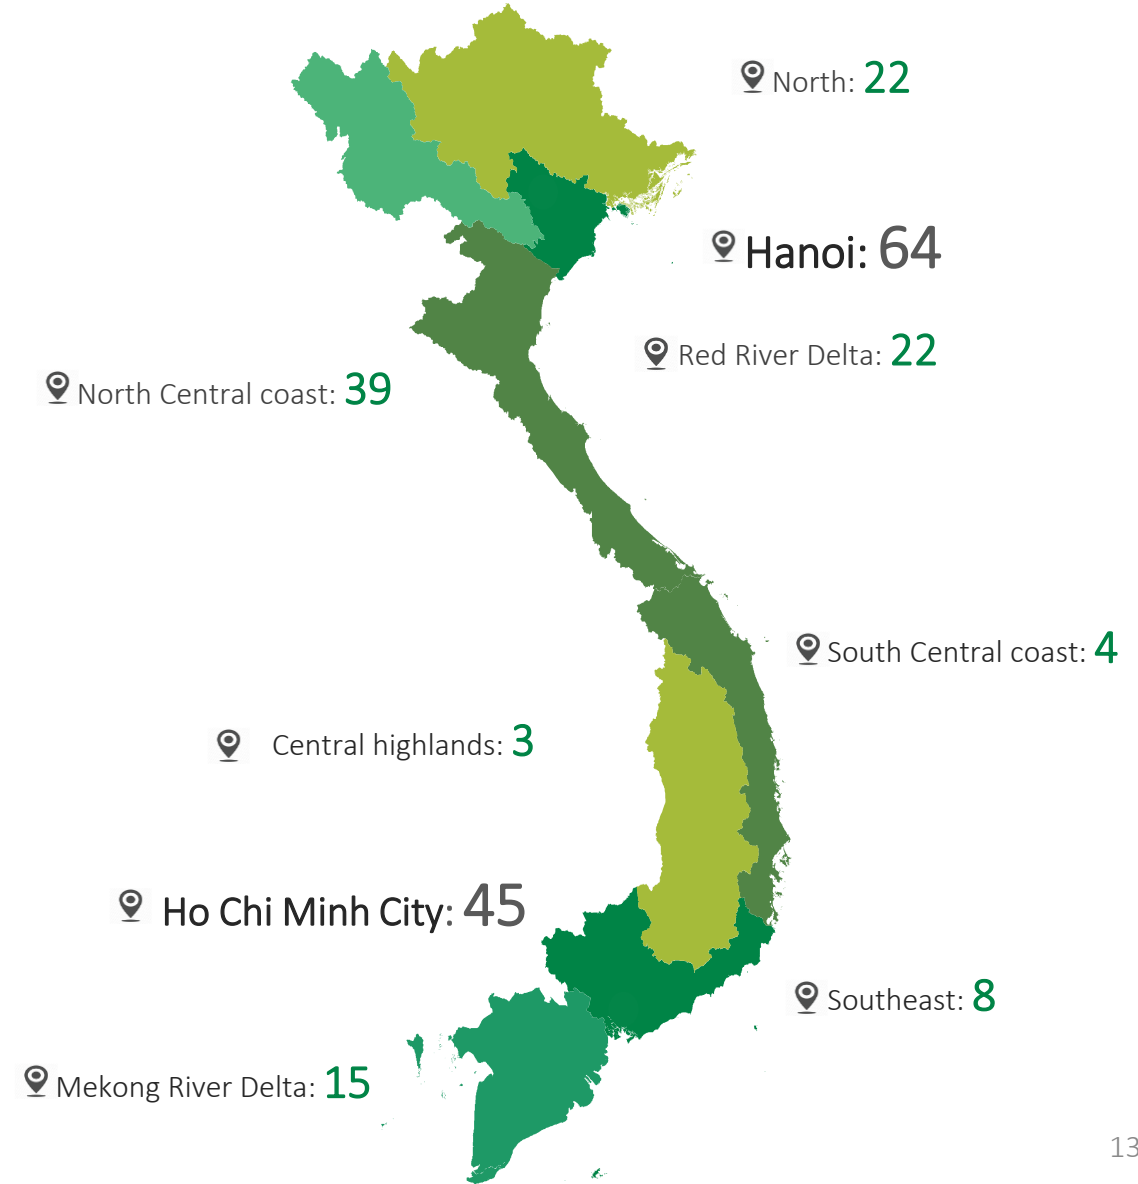 North: 22
Hanoi: 64
Red River Delta: 22
North Central coast: 39
South Central coast: 4
Central highlands: 3
Ho Chi Minh City: 45
Southeast: 8
Mekong River Delta: 15
13